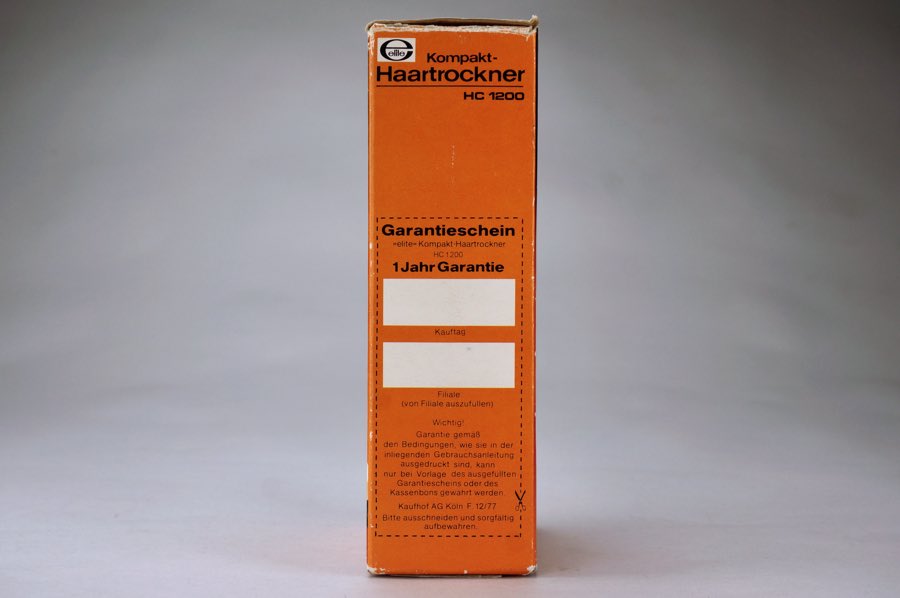 elite
Kompakt-
Haartrockner
HC 1200
Garantieschein
»elite« Kompakt-Haartrockner
HC 1200
1 Jahr Garantie
Kauftag
Filiale
(von Filiale auszufüllen)
Wichtig!
Garantie gemäß
den Bedingungen, wie sie in der
inliegenden Gebrauchsanleitung
ausgedruckt sind, kann
nur bei Vorlage des ausgefüllten
Garantiescheins oder des
Kassenbons gewährt werden.
Kaufhof AG Köln F. 12/77
Bitte ausschneiden und sorgfältig
aufbewahren.